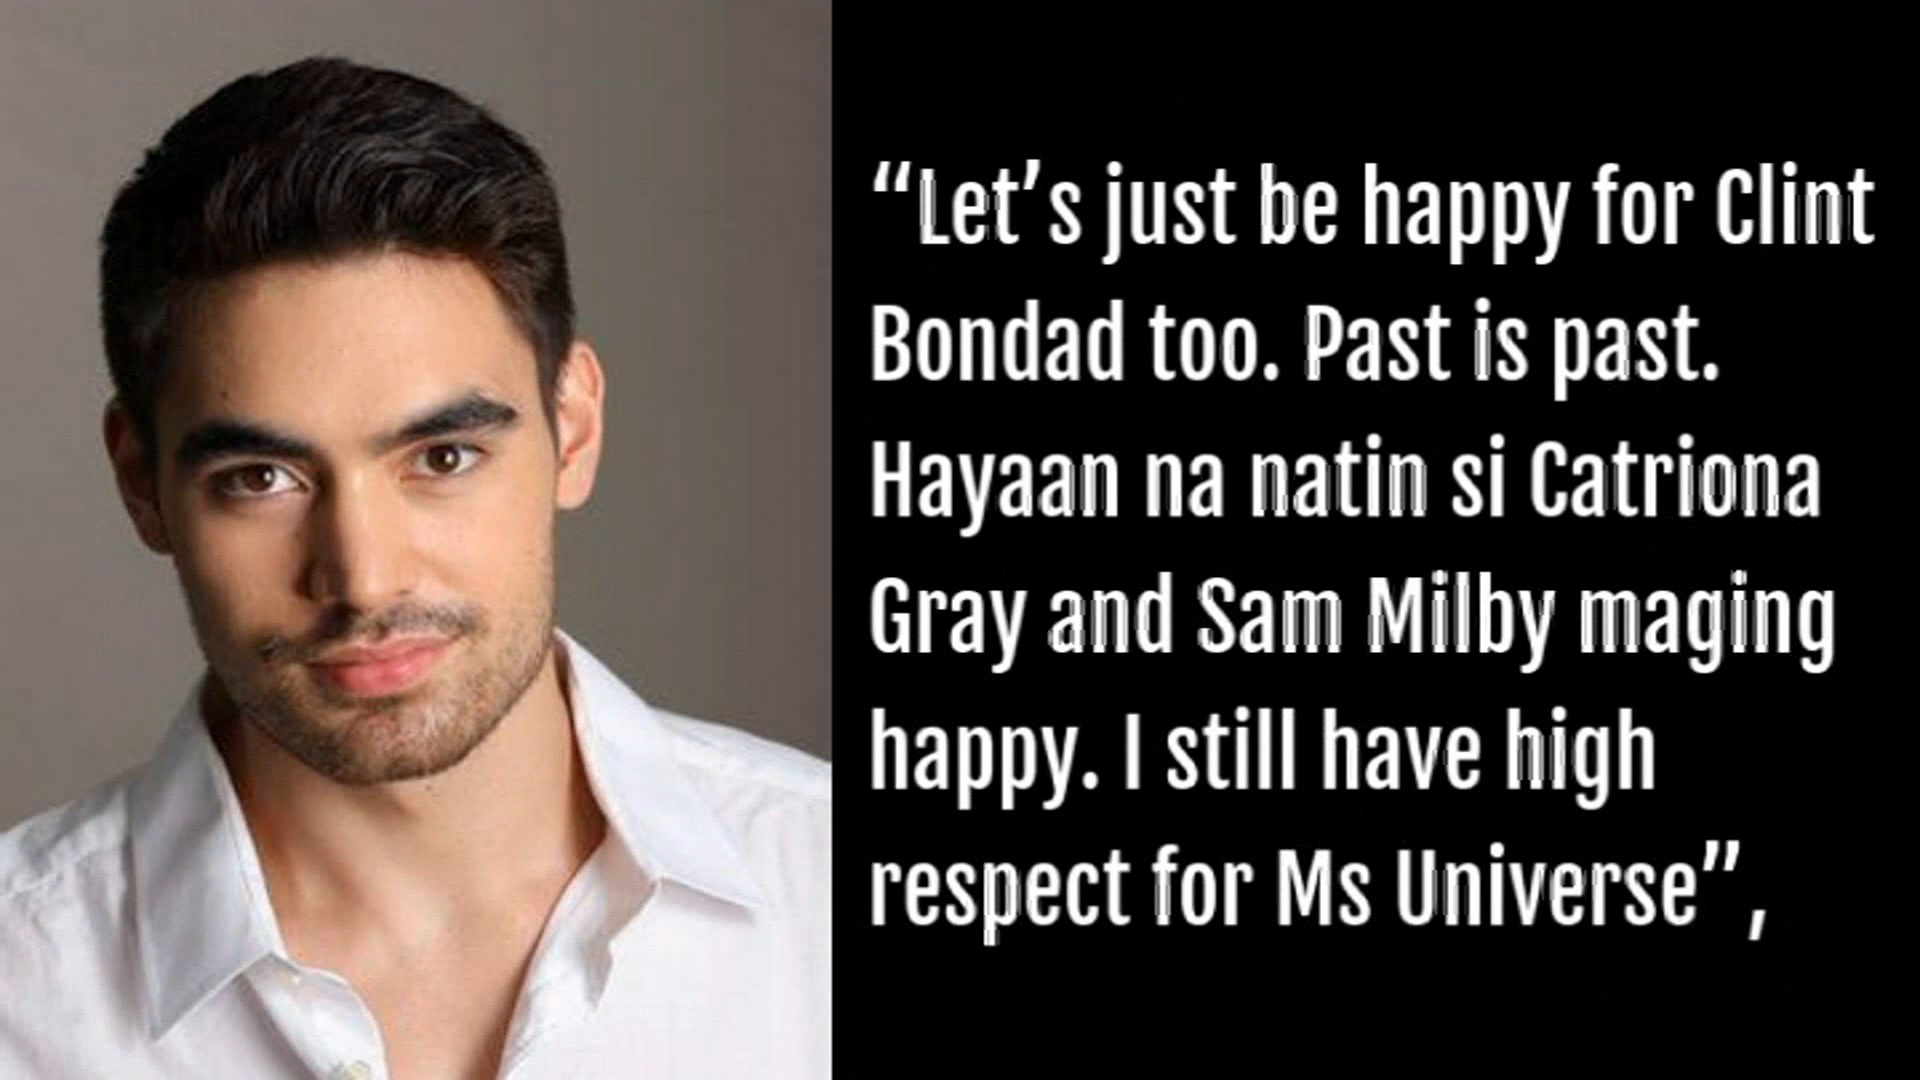 “Let’s just be happy for Clint
Bondad too. Past is past.
Hayaan na natin si Catriona
Gray and Sam Milby maging
happy. I still have high
respect for Ms Universe”,